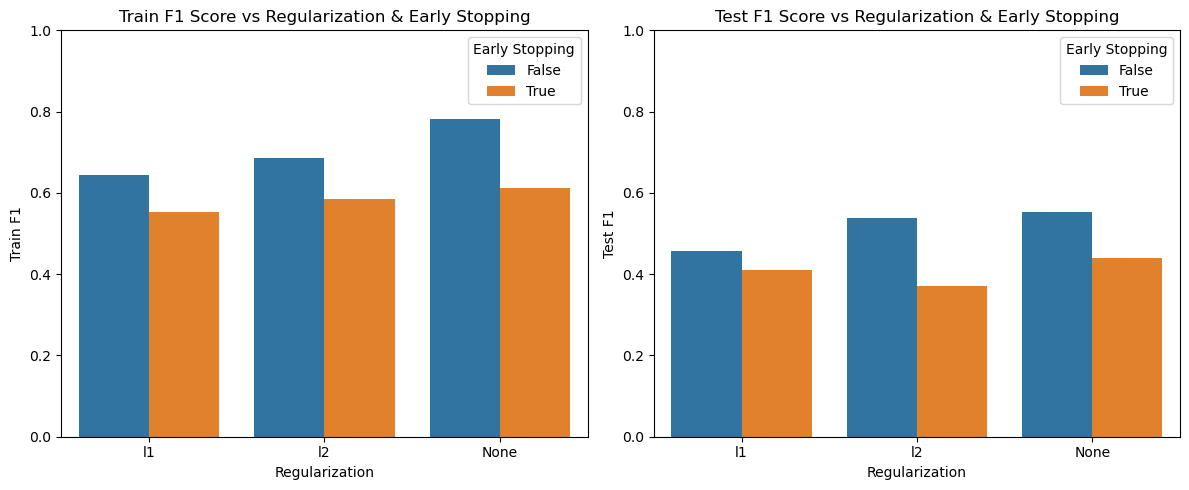 Train F1 Score vs Regularization & Early Stopping
Train F1
1.0
0.8
0.6
0.4
0.2
0.0
Early Stopping
False
True
l1
l2
None
Regularization
Test F1 Score vs Regularization & Early Stopping
Test F1
1.0
0.8
0.6
0.4
0.2
0.0
Early Stopping
False
True
l1
l2
None
Regularization